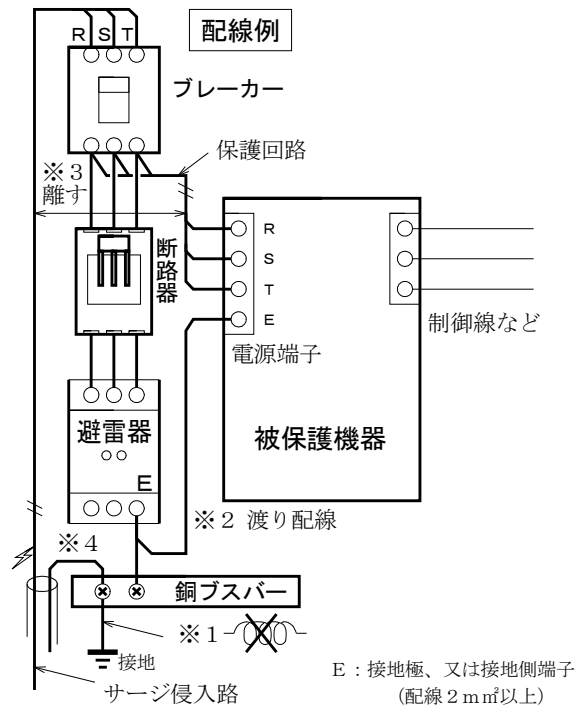 配線例
R S T
ブレーカー
保護回路
※3
離す
断路器
R
S
T
E
電源端子
制御線など
避雷器
E
被保護機器
※2 渡り配線
※4
銅ブスバー
※1
接地
サージ侵入路
E：接地極、又は接地側端子
(配線2m㎡以上)